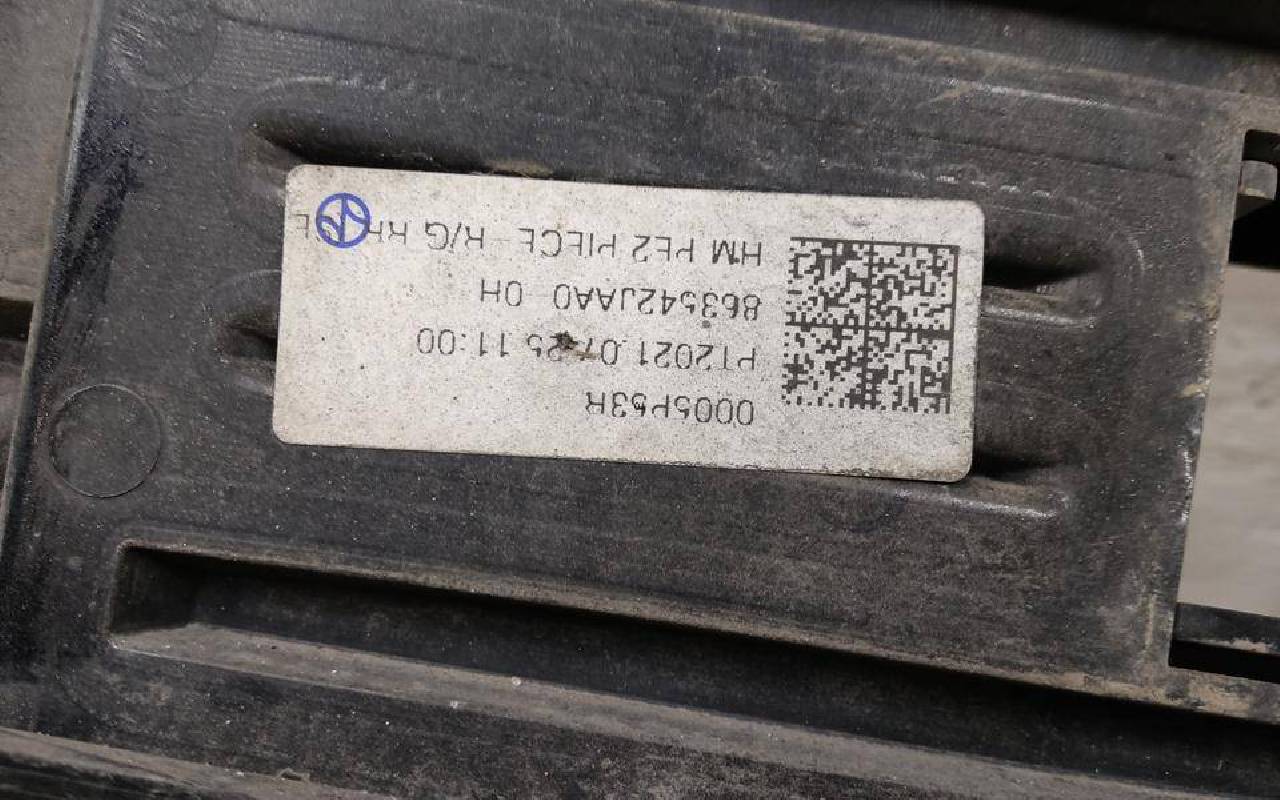 0005P53R
PT2021.07.25 11:00
863542JAA0 0H
HM PE2 PIECE-R/G